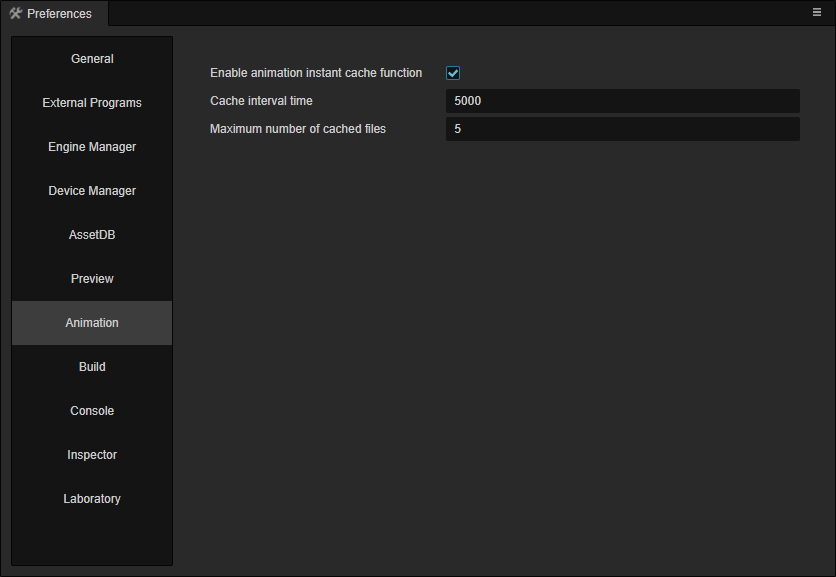 Preferences
General
External Programs
Engine Manager
Device Manager
AssetDB
Preview
Animation
Build
Console
Inspector
Laboratory
Enable animation instant cache function
Cache interval time 5000
Maximum number of cached files 5